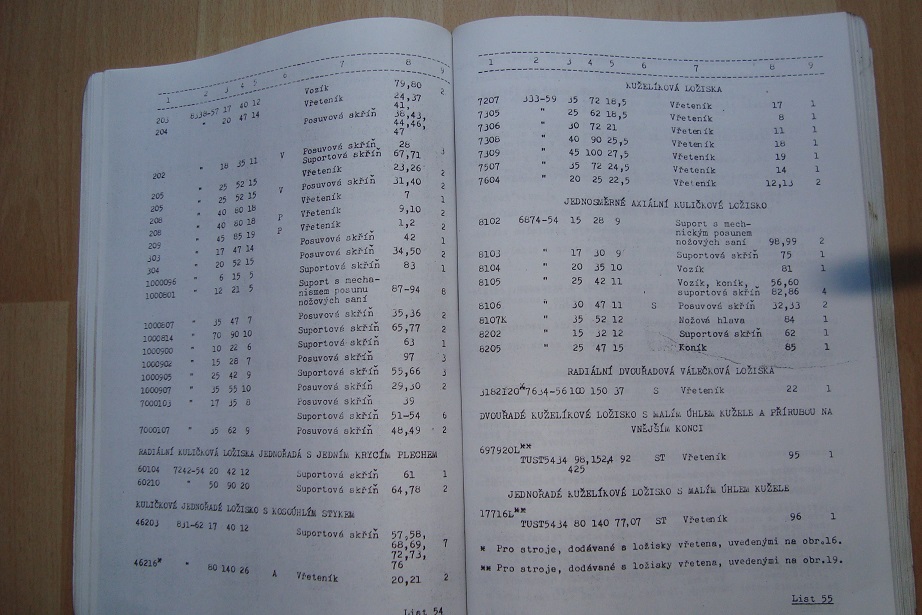 1 2 3 4 5 6 7 8 9
203 8338-57 17 40 12 Vozík 79,80 2
204 " 20 47 14 Vřeteník 24,37
41,
Posuvová skříň 38,43,
44,46,
47
Posuvová skříň 28
202 " V Suportová skříň 67,71 3
" 18 35 11 Vřeteník 23,26 2
205 " 25 52 15 Posuvová skříň 31,40 2
205 " 25 52 15 V Vřeteník 7 1
208 " 40 80 18 Vřeteník 9,10 2
208 " 40 80 18 P Vřeteník 1,2 2
209 " 45 85 19 P Posuvová skříň 42 1
303 " 17 47 14 Posuvová skříň 34,50 2
304 " 20 52 15 Suportová skříň 83 1
1000096 " 6 15 5 Suport s mecha-
1000801 " 12 21 5 nismem posunu 87-94 8
nožových saní
1000807 " 35 47 7 Posuvová skříň 35,36 2
1000814 " 70 90 10 Suportová skříň 65,77 2
1000900 " 10 22 6 Suportová skříň 63 1
1000902 " 15 28 7 Posuvová skříň 97 3
1000905 " 25 42 9 Suportová skříň 55,66 3
1000907 " 35 55 10 Posuvová skříň 29,30 2
7000103 " 17 35 8 Posuvová skříň 39
Suportová skříň 51-54 6
7000107 " 35 62 9 Posuvová skříň 48,49 2
RADIÁLNÍ KULIČKOVÁ LOŽISKA JEDNOŘADÁ S JEDNÍM KRYCÍM PLECHEM
60104 7242-54 20 42 12 Suportová skříň 61 1
60210 " 50 90 20 Suportová skříň 64,78 2
KULIČKOVÉ JEDNOŘADÉ LOŽISKO S KOSOÚHLÍM STYKEM
46203 831-62 17 40 12 Suportová skříň 57,58,
68,69, 7
72,73,
76
46216* " 80 140 26 A Vřeteník 20,21 2
List 54
1 2 3 4 5 6 7 8 9
KUŽELÍKOVÁ LOŽISKA
7207 333-59 35 72 18,5 Vřeteník 17 1
7305 " 25 62 18,5 Vřeteník 8 1
7306 " 30 72 21 Vřeteník 11 1
7308 " 40 90 25,5 Vřeteník 18 1
7309 " 45 100 27,5 Vřeteník 19 1
7507 " 35 72 24,5 Vřeteník 14 1
7604 " 20 25 22,5 Vřeteník 12,13 2
JEDNOSMĚRNÉ AXIÁLNÍ KULIČKOVÉ LOŽISKO
8102 6874-54 15 28 9 Suport s mech-
nickým posunem
nožových saní 98,99 2
8103 " 17 30 9 Suportová skříň 75 1
8104 " 20 35 10 Vozík 81 1
8105 " 25 42 11 Vozík, koník, 56,60
suportová skříň 82,86 4
8106 " 30 47 11 S Posuvová skříň 32,33 2
8107K " 35 52 12 Nožová hlava 84 1
8202 " 15 32 12 Suportová skříň 62 1
8205 " 25 47 15 Koník 85 1
RADIÁLNÍ DVOUŘADOVÁ VÁLEČKOVÁ LOŽISKA
3182120* 7634-56 100 150 37 S Vřeteník 22 1
DVOUŘADÉ KUŽELÍKOVÉ LOŽISKO S MALÍM ÚHLEM KUŽELE A PŘÍRUBOU NA
VNĚJŠÍM KONCI
697920L**
TUST5434 98,152,4 92 ST Vřeteník 95 1
425
JEDNOŘADÉ KUŽELÍKOVÉ LOŽISKO S MALÍM ÚHLEM KUŽELE
17716L**
TUST5434 80 140 77,07 ST Vřeteník 96 1
* Pro stroje, dodávané s ložisky vřetena, uvedenými na obr.16.
** Pro stroje, dodávané s ložisky vřetena, uvedenými na obr.19.
List 55